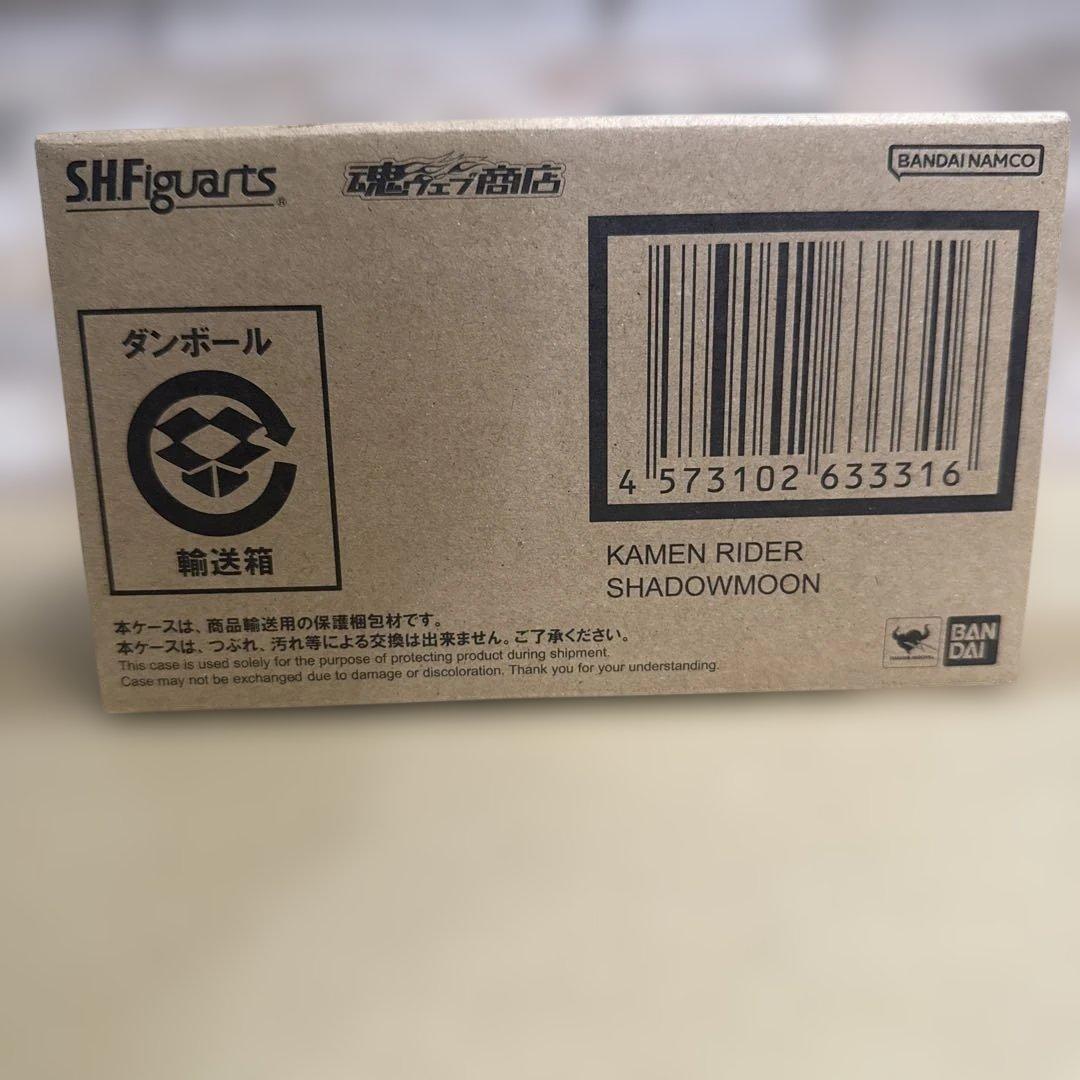 S.H.Figuarts®
魂ウェブ商店
BANDAI NAMCO
ダンボール
輸送箱
4 573102 633316
KAMEN RIDER
SHADOWMOON
本ケースは、商品輸送用の保護梱包材です。
本ケースは、つぶれ、汚れ等による交換は出来ません。ご了承ください。
This case is used solely for the purpose of protecting product during shipment.
Case may not be exchanged due to damage or discoloration. Thank you for your understanding.
BAN
DAI